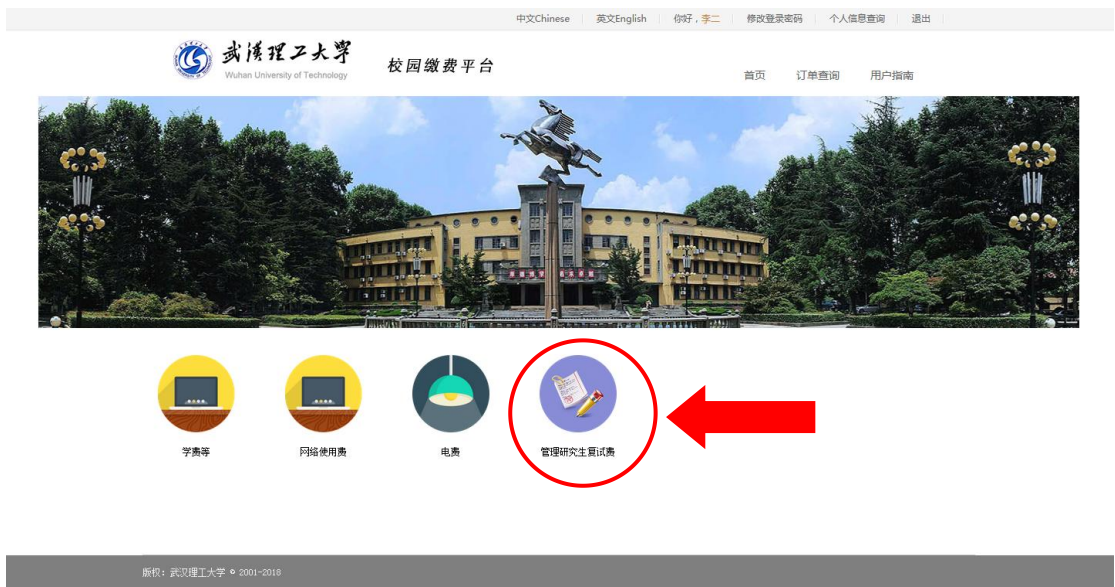 中文Chinese 英文English 你好，李二 修改登录密码 个人信息查询 退出
武漢理工大学
Wuhan University of Technology
校园缴费平台
首页 订单查询 用户指南
学费等 网络使用费 电费 管理研究生复试费
版权: 武汉理工大学 © 2001-2018